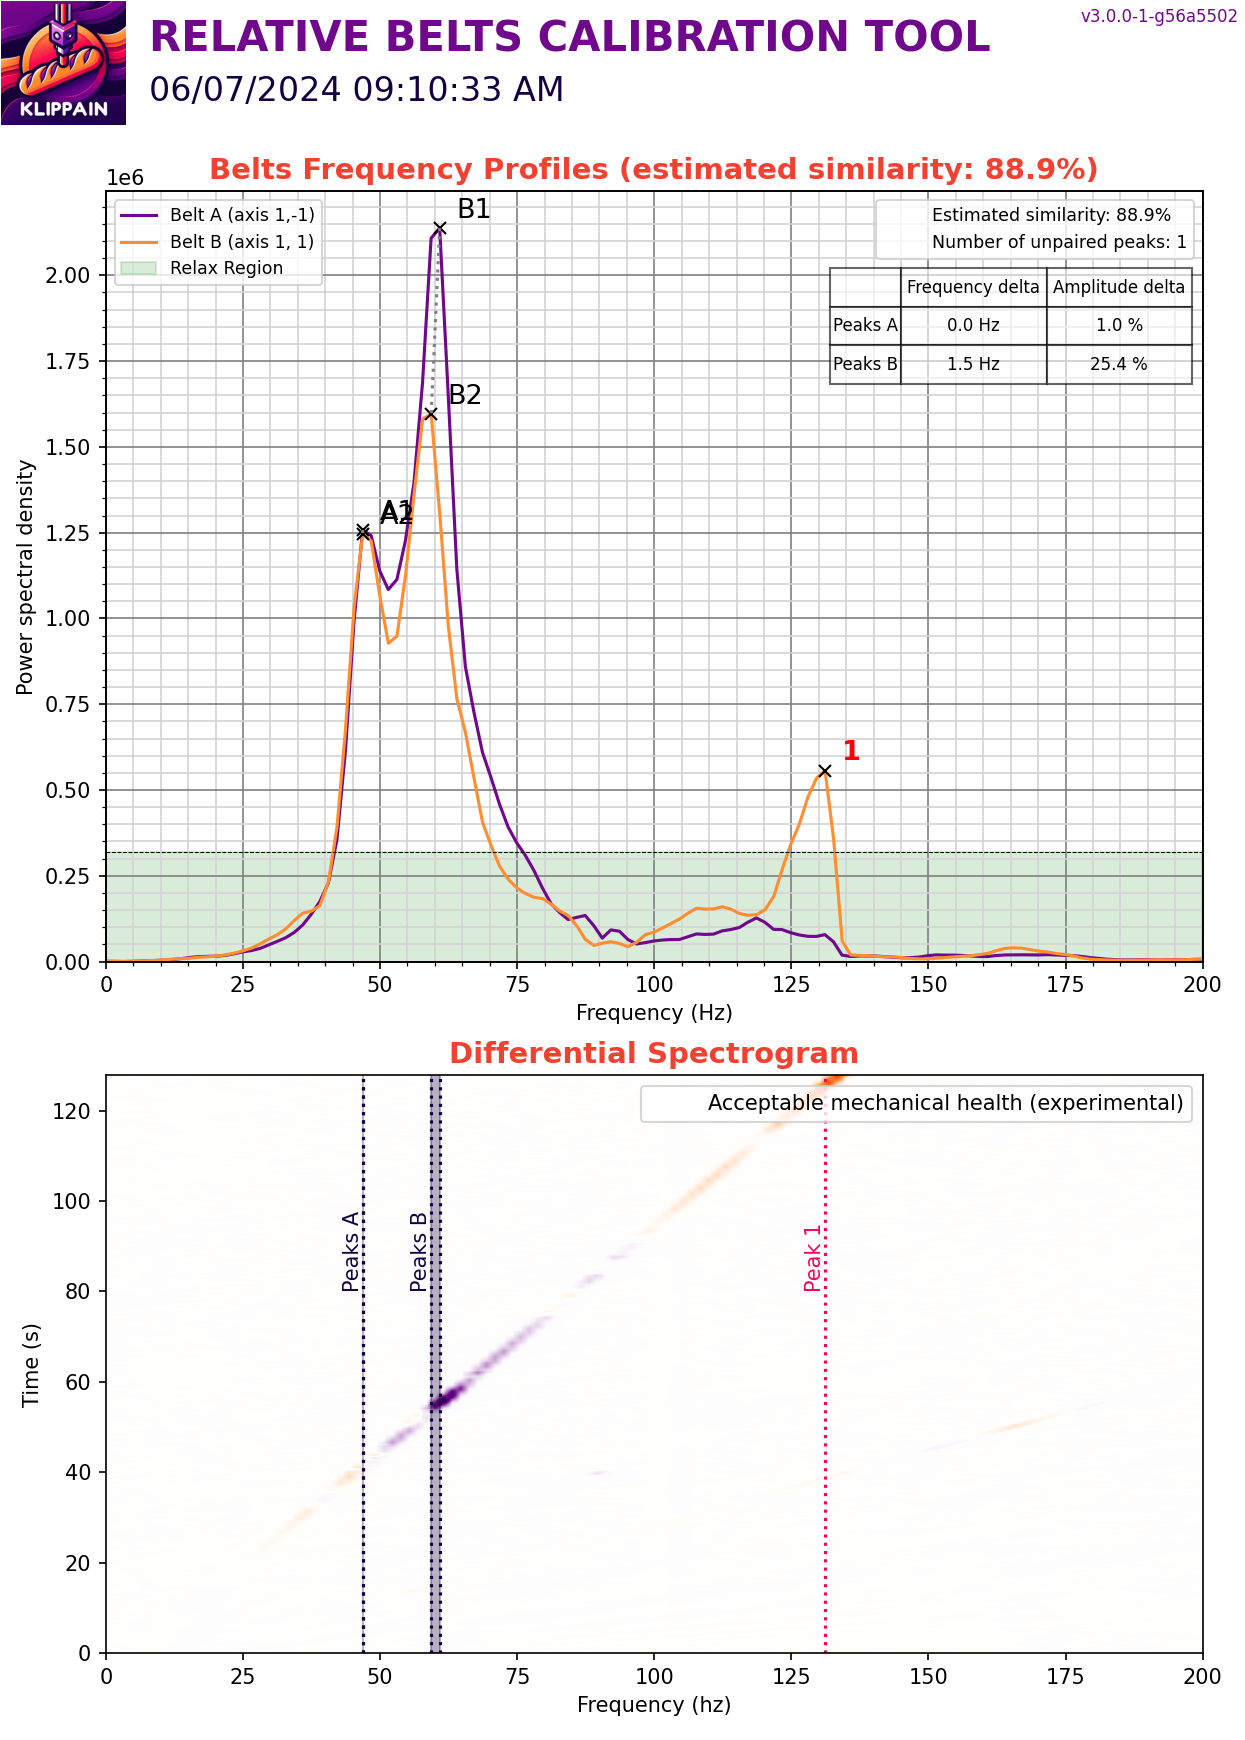 KLIPPAIN
RELATIVE BELTS CALIBRATION TOOL
v3.0.0-1-g56a5502
06/07/2024 09:10:33 AM
Belts Frequency Profiles (estimated similarity: 88.9%)
1e6
Belt A (axis 1,-1)
Belt B (axis 1, 1)
Relax Region
Estimated similarity: 88.9%
Number of unpaired peaks: 1
Frequency delta Amplitude delta
Peaks A 0.0 Hz 1.0 %
Peaks B 1.5 Hz 25.4 %
B1
B2
A1
A2
1
Power spectral density
2.00
1.75
1.50
1.25
1.00
0.75
0.50
0.25
0.00
0 25 50 75 100 125 150 175 200
Frequency (Hz)
Differential Spectrogram
Acceptable mechanical health (experimental)
Peaks A
Peaks B
Peak 1
Time (s)
120
100
80
60
40
20
0
0 25 50 75 100 125 150 175 200
Frequency (hz)